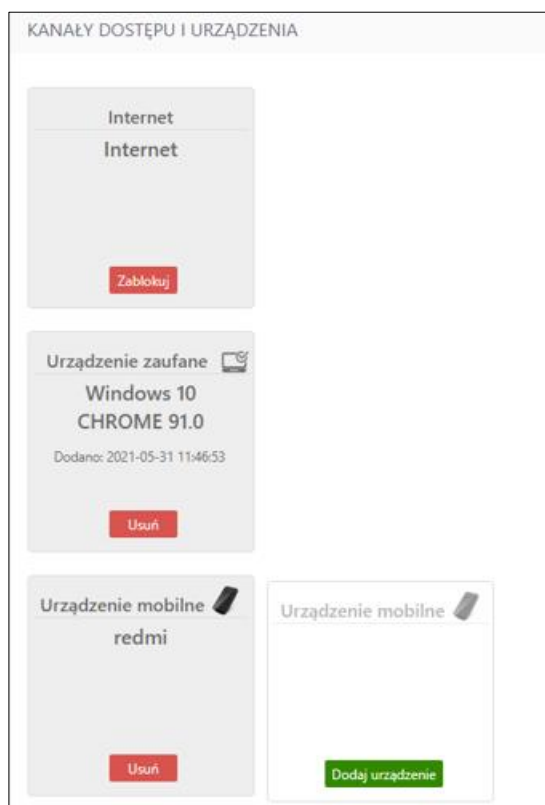 KANAŁY DOSTĘPU I URZĄDZENIA
Internet
Internet
Zablokuj
Urządzenie zaufane
Windows 10
CHROME 91.0
Dodano: 2021-05-31 11:46:53
Usuń
Urządzenie mobilne
redmi
Usuń
Urządzenie mobilne
Dodaj urządzenie